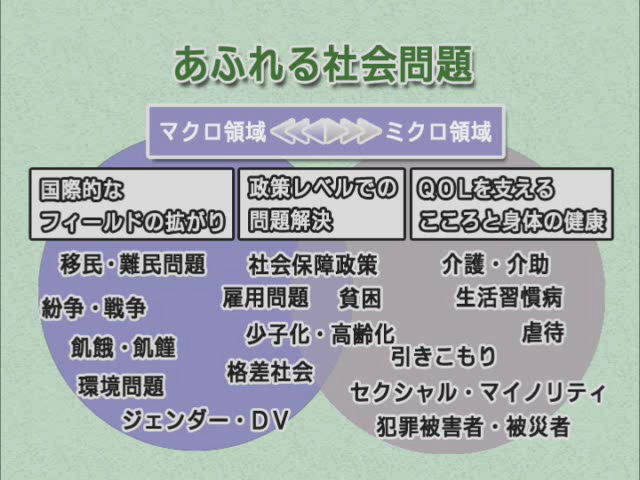 あふれる社会問題
マクロ領域 ミクロ領域
国際的な
フィールドの拡がり
政策レベルでの
問題解決
QOLを支える
こころと身体の健康
移民・難民問題
紛争・戦争
飢餓・飢饉
環境問題
ジェンダー・DV
社会保障政策
雇用問題 貧困
少子化・高齢化
格差社会
介護・介助
生活習慣病
虐待
引きこもり
セクシャル・マイノリティ
犯罪被害者・被災者